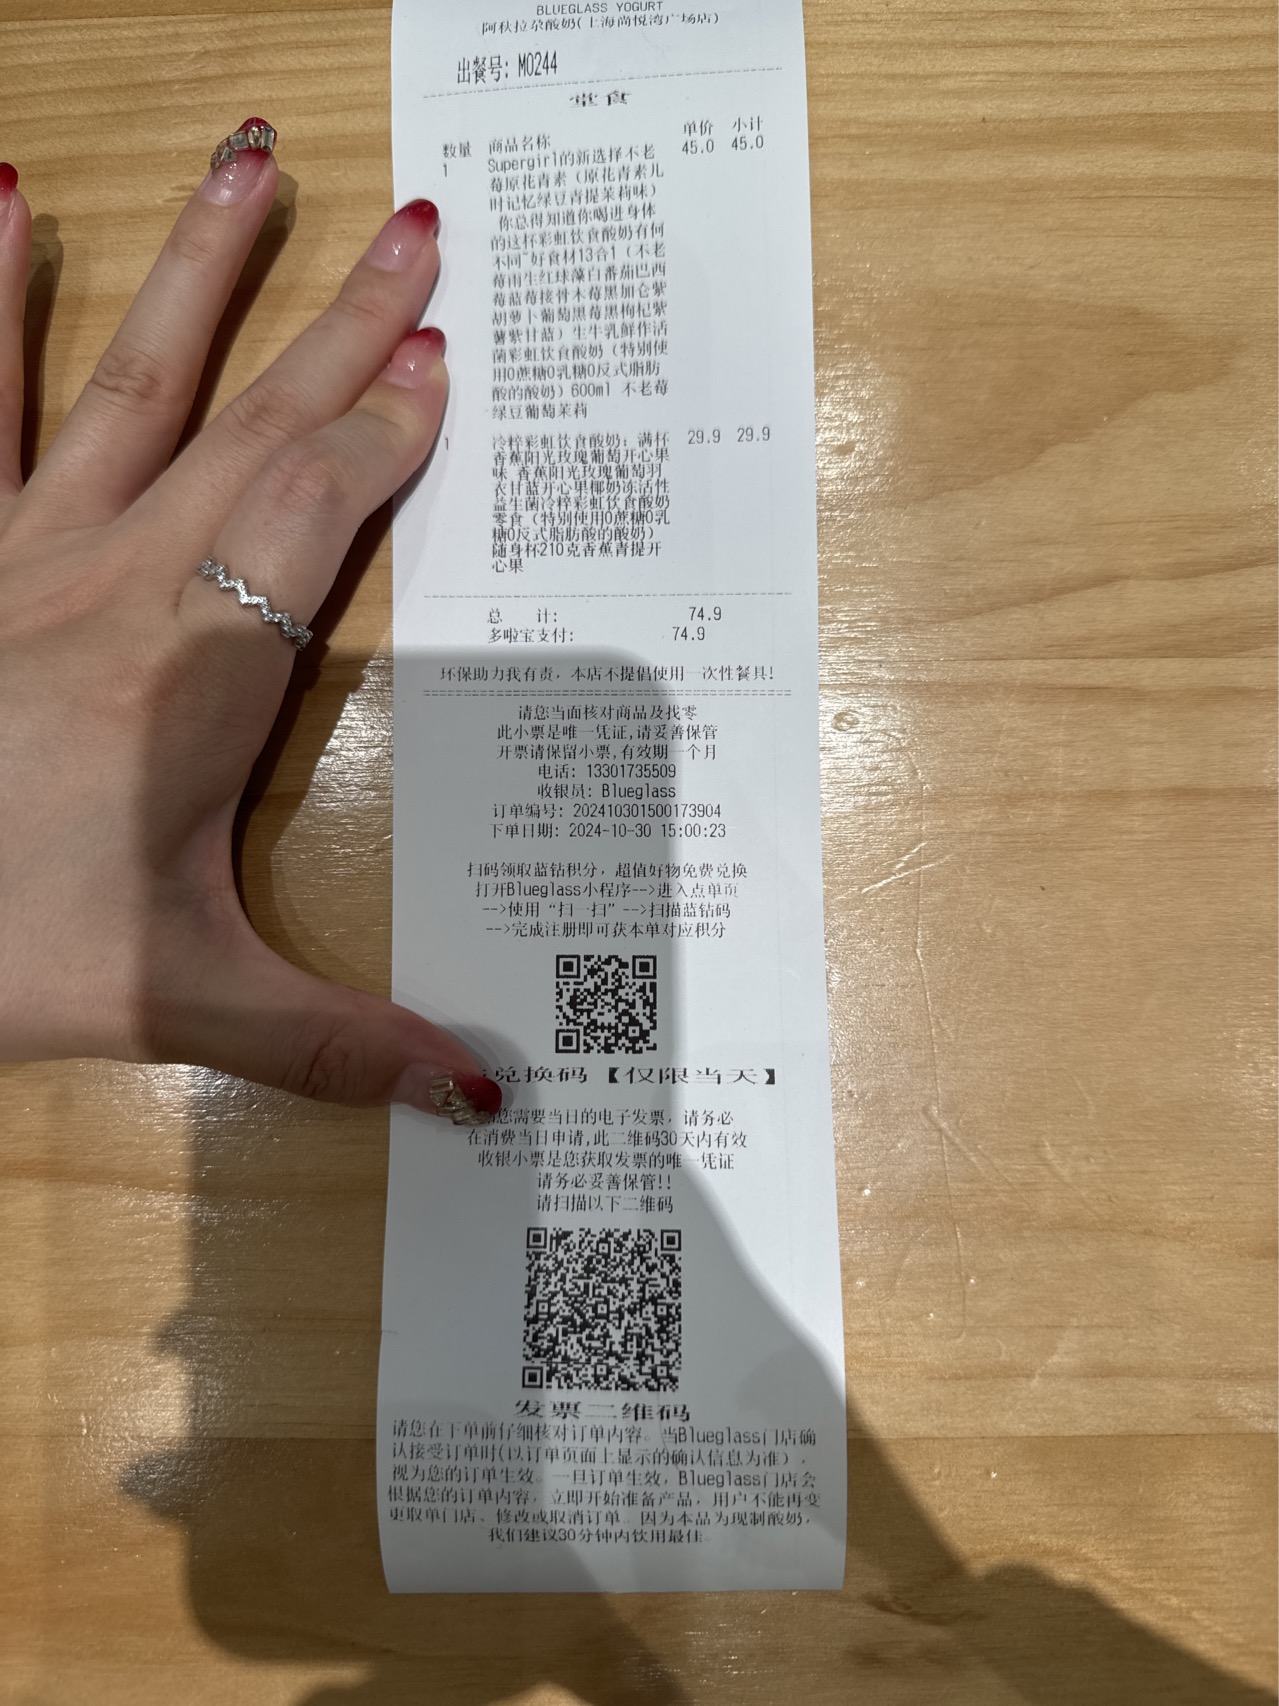 BLUEGLASS YOGURT
阿秋拉尕酸奶(上海尚悦湾广场店)
出餐号: M0244
堂食
数量 商品名称 单价 小计
1 Supergirl的新选择不老 45.0 45.0
莓原花青素（原花青素儿
时记忆绿豆青提茉莉味）
你总得知道你喝进身体
的这杯彩虹饮食酸奶有何
不同~好食材13合1（不老
莓雨生红球藻白番茄巴西
莓蓝莓接骨木莓黑加仑紫
胡萝卜葡萄黑莓黑枸杞紫
薯紫甘蓝）生牛乳鲜作活
菌彩虹饮食酸奶（特别使
用0蔗糖0乳糖0反式脂肪
酸的酸奶）600ml 不老莓
绿豆葡萄茉莉
1 冷粹彩虹饮食酸奶：满杯 29.9 29.9
香蕉阳光玫瑰葡萄开心果
味 香蕉阳光玫瑰葡萄羽
衣甘蓝开心果椰奶冻活性
益生菌冷粹彩虹饮食酸奶
零食（特别使用0蔗糖0乳
糖0反式脂肪酸的酸奶）
随身杯210克香蕉青提开
心果
总 计: 74.9
多啦宝支付: 74.9
环保助力我有责，本店不提倡使用一次性餐具!
请您当面核对商品及找零
此小票是唯一凭证,请妥善保管
开票请保留小票,有效期一个月
电话: 13301735509
收银员: Blueglass
订单编号: 202410301500173904
下单日期: 2024-10-30 15:00:23
扫码领取蓝钻积分，超值好物免费兑换
打开Blueglass小程序-->进入点单页
-->使用“扫一扫”-->扫描蓝钻码
-->完成注册即可获本单对应积分
兑换码【仅限当天】
您需要当日的电子发票，请务必
在消费当日申请,此二维码30天内有效
收银小票是您获取发票的唯一凭证
请务必妥善保管!!
请扫描以下二维码
发票二维码
请您在下单前仔细核对订单内容。当Blueglass门店确
认接受订单时(以订单页面上显示的确认信息为准)，
视为您的订单生效。一旦订单生效，Blueglass门店会
根据您的订单内容，立即开始准备产品，用户不能再变
更取单门店、修改或取消订单。因为本品为现制酸奶，
我们建议30分钟内饮用最佳。